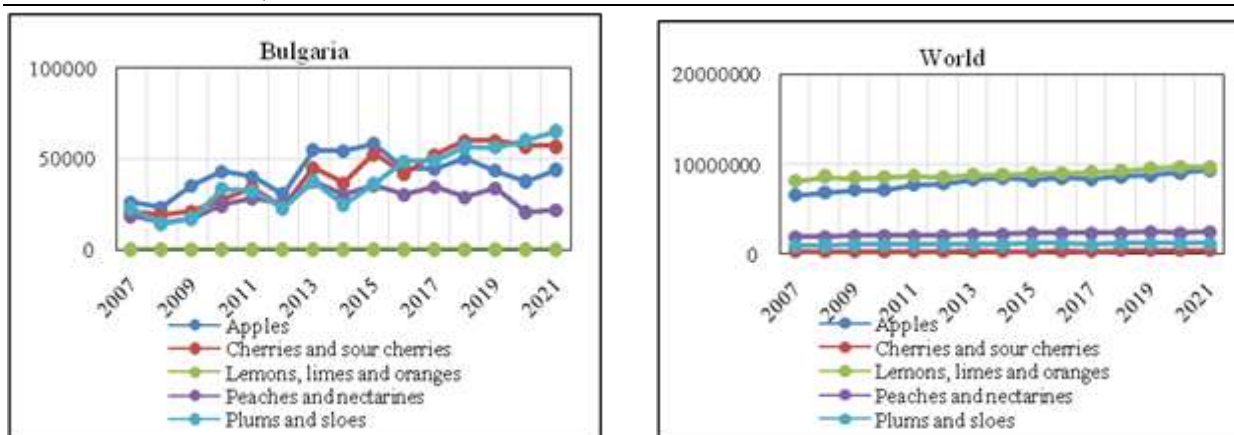 Bulgaria
100000
50000
0
2007
2009
2011
2013
2015
2017
2019
2021
Apples
Cherries and sour cherries
Lemons, limes and oranges
Peaches and nectarines
Plums and sloes
World
20000000
10000000
0
2007
2009
2011
2013
2015
2017
2019
2021
Apples
Cherries and sour cherries
Lemons, limes and oranges
Peaches and nectarines
Plums and sloes